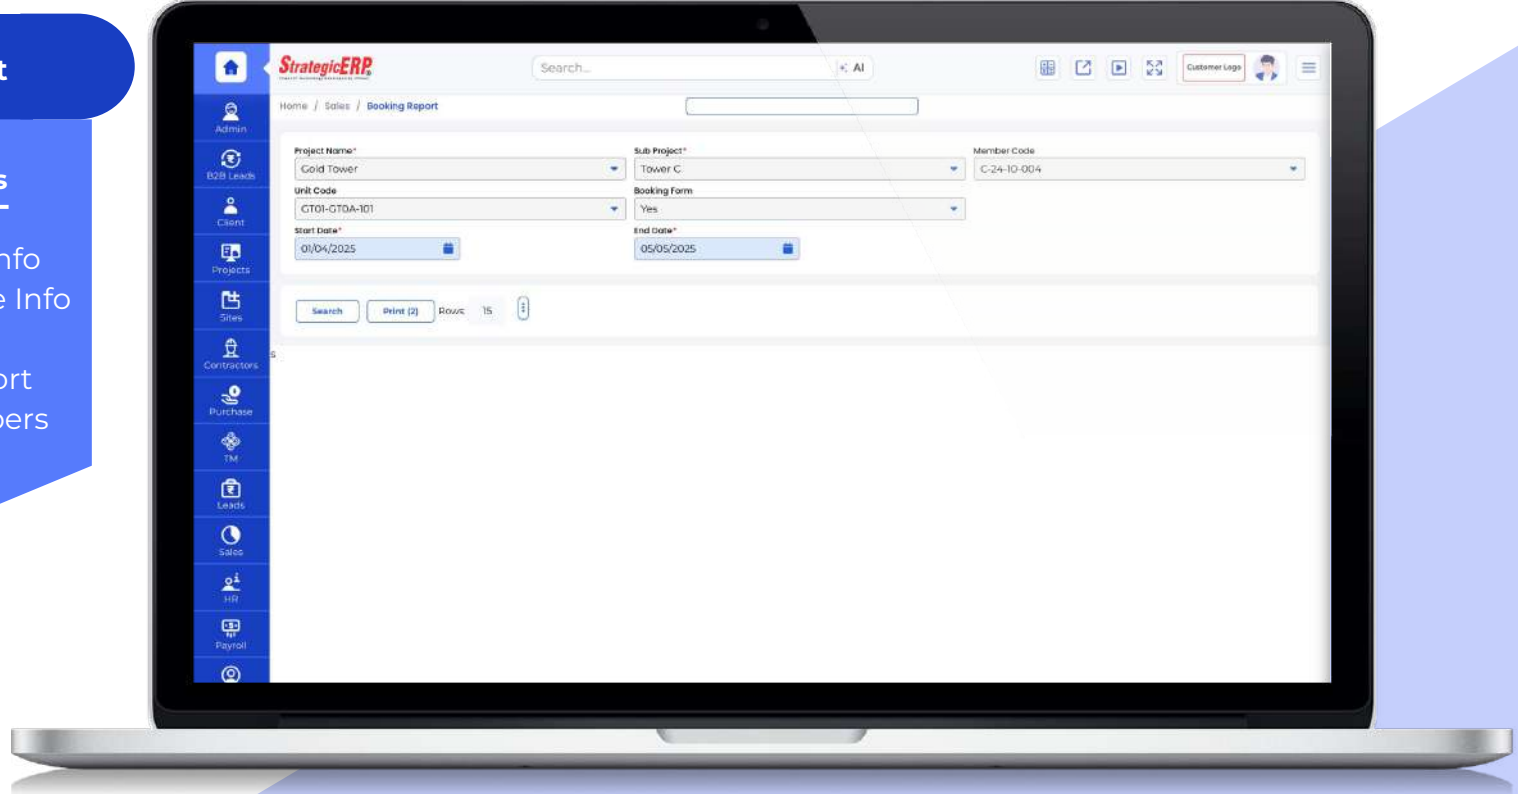 t
s
nfo
e Info
ort
bers
StrategicERP
Search...
AI
Customer Logo
Home / Sales / Booking Report
Admin
B2B Leads
Client
Projects
Sites
Contractors
Purchase
TM
Leads
Sales
HR
Payroll
Project Name*
Sub Project*
Member Code
Gold Tower
Tower C
C-24-10-004
Unit Code
Booking Form
GT01-GT0A-101
Yes
Start Date*
End Date*
01/04/2025
05/05/2025
Search
Print (2)
Rows
15
s